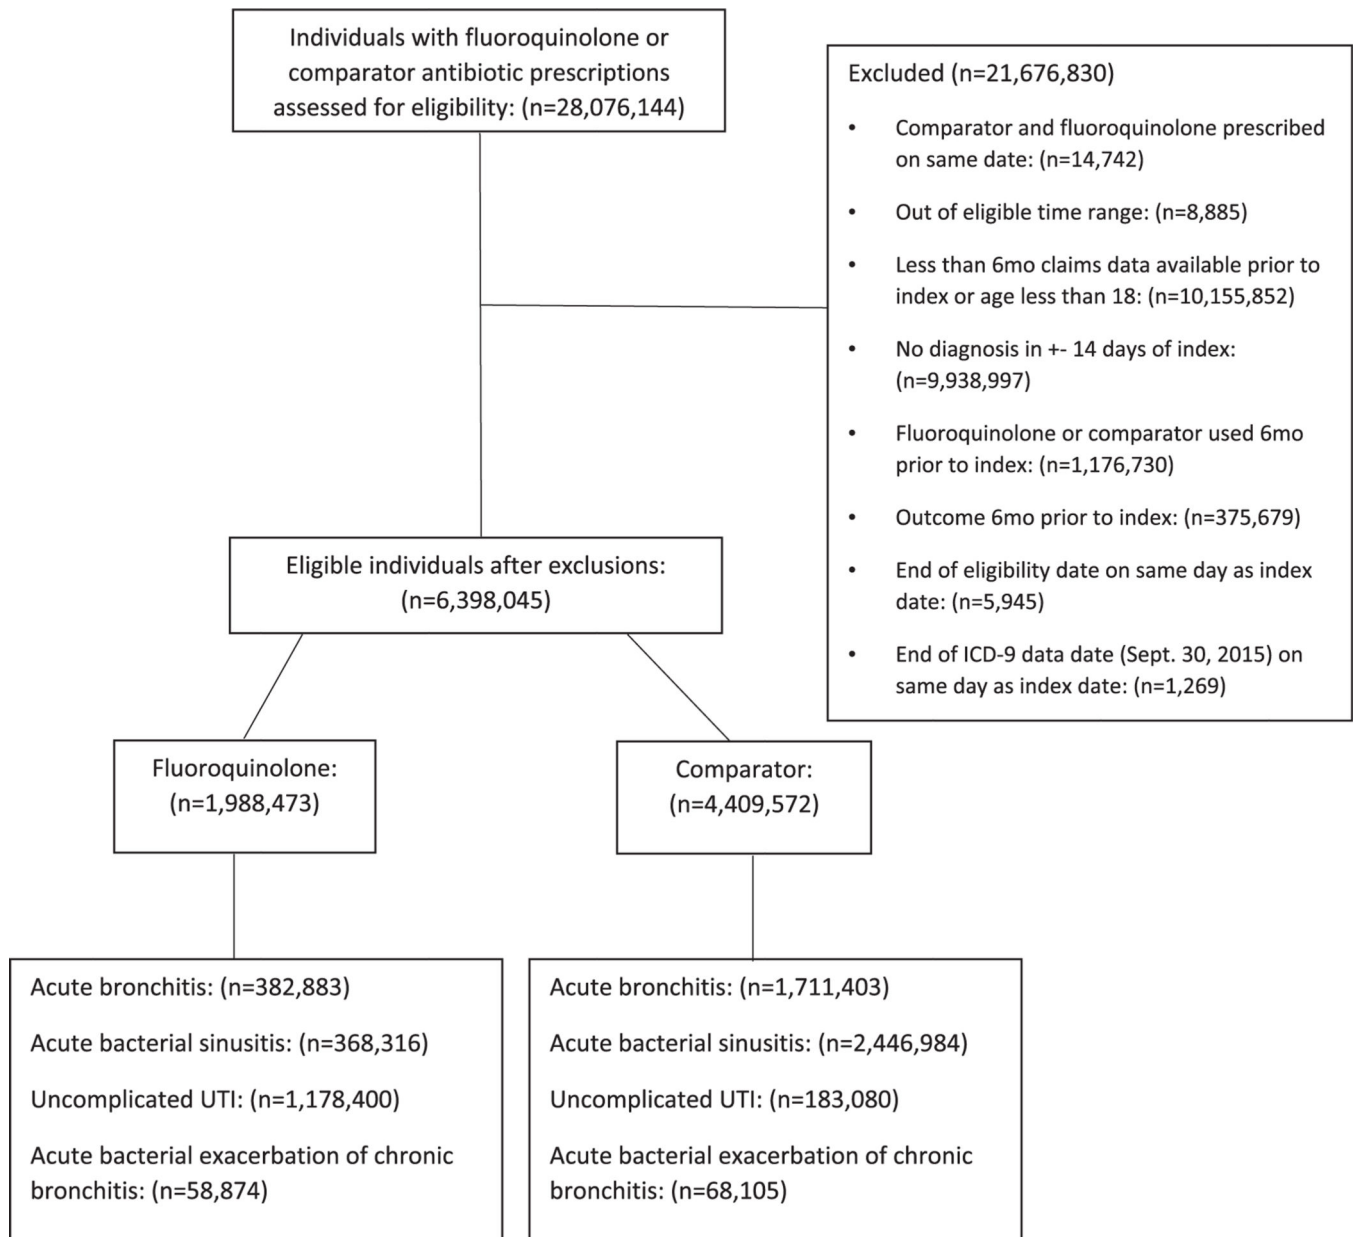 Individuals with fluoroquinolone or
comparator antibiotic prescriptions
assessed for eligibility: (n=28,076,144)
Excluded (n=21,676,830)
• Comparator and fluoroquinolone prescribed
on same date: (n=14,742)
• Out of eligible time range: (n=8,885)
• Less than 6mo claims data available prior to
index or age less than 18: (n=10,155,852)
• No diagnosis in +- 14 days of index:
(n=9,938,997)
• Fluoroquinolone or comparator used 6mo
prior to index: (n=1,176,730)
• Outcome 6mo prior to index: (n=375,679)
• End of eligibility date on same day as index
date: (n=5,945)
• End of ICD-9 data date (Sept. 30, 2015) on
same day as index date: (n=1,269)
Eligible individuals after exclusions:
(n=6,398,045)
Fluoroquinolone:
(n=1,988,473)
Comparator:
(n=4,409,572)
Acute bronchitis: (n=382,883)
Acute bacterial sinusitis: (n=368,316)
Uncomplicated UTI: (n=1,178,400)
Acute bacterial exacerbation of chronic
bronchitis: (n=58,874)
Acute bronchitis: (n=1,711,403)
Acute bacterial sinusitis: (n=2,446,984)
Uncomplicated UTI: (n=183,080)
Acute bacterial exacerbation of chronic
bronchitis: (n=68,105)